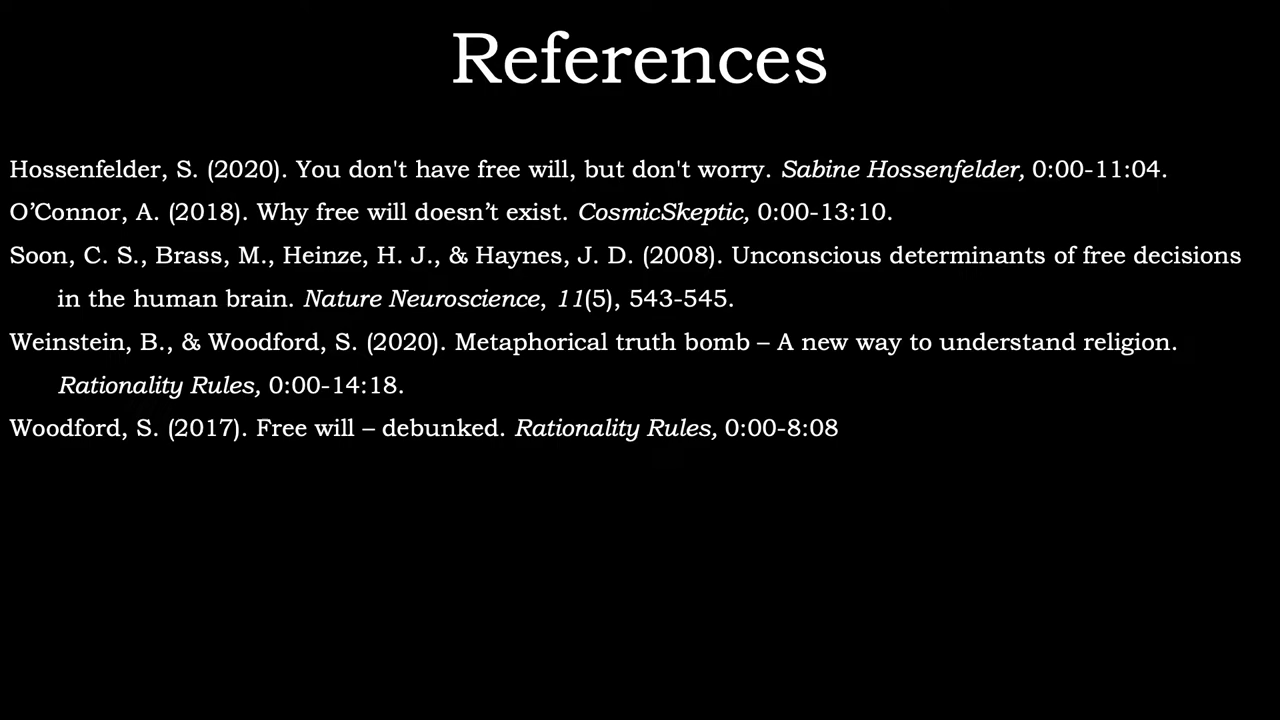 References
Hossenfelder, S. (2020). You don't have free will, but don't worry. Sabine Hossenfelder, 0:00-11:04.
O’Connor, A. (2018). Why free will doesn’t exist. CosmicSkeptic, 0:00-13:10.
Soon, C. S., Brass, M., Heinze, H. J., & Haynes, J. D. (2008). Unconscious determinants of free decisions
in the human brain. Nature Neuroscience, 11(5), 543-545.
Weinstein, B., & Woodford, S. (2020). Metaphorical truth bomb – A new way to understand religion.
Rationality Rules, 0:00-14:18.
Woodford, S. (2017). Free will – debunked. Rationality Rules, 0:00-8:08